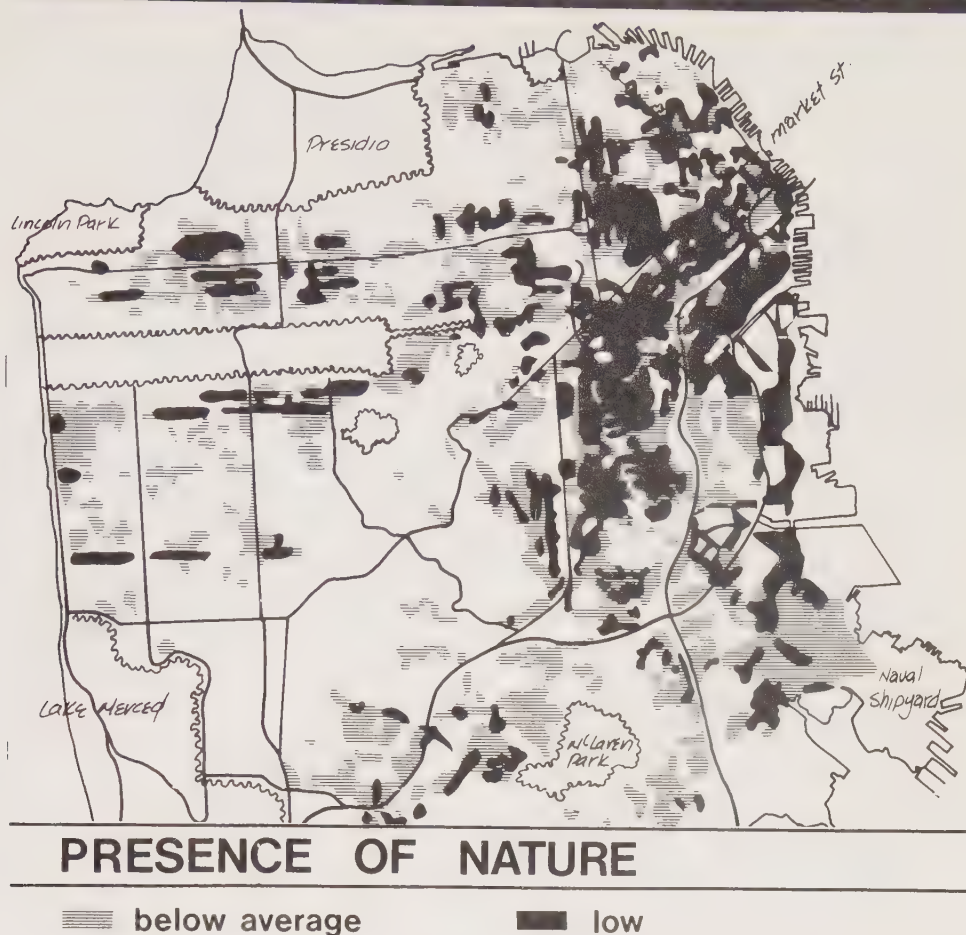 market St.
Presidio
Lincoln Park
Lake Merced
Naval
Shipyard
McLaren
Park
PRESENCE OF NATURE
below average
low